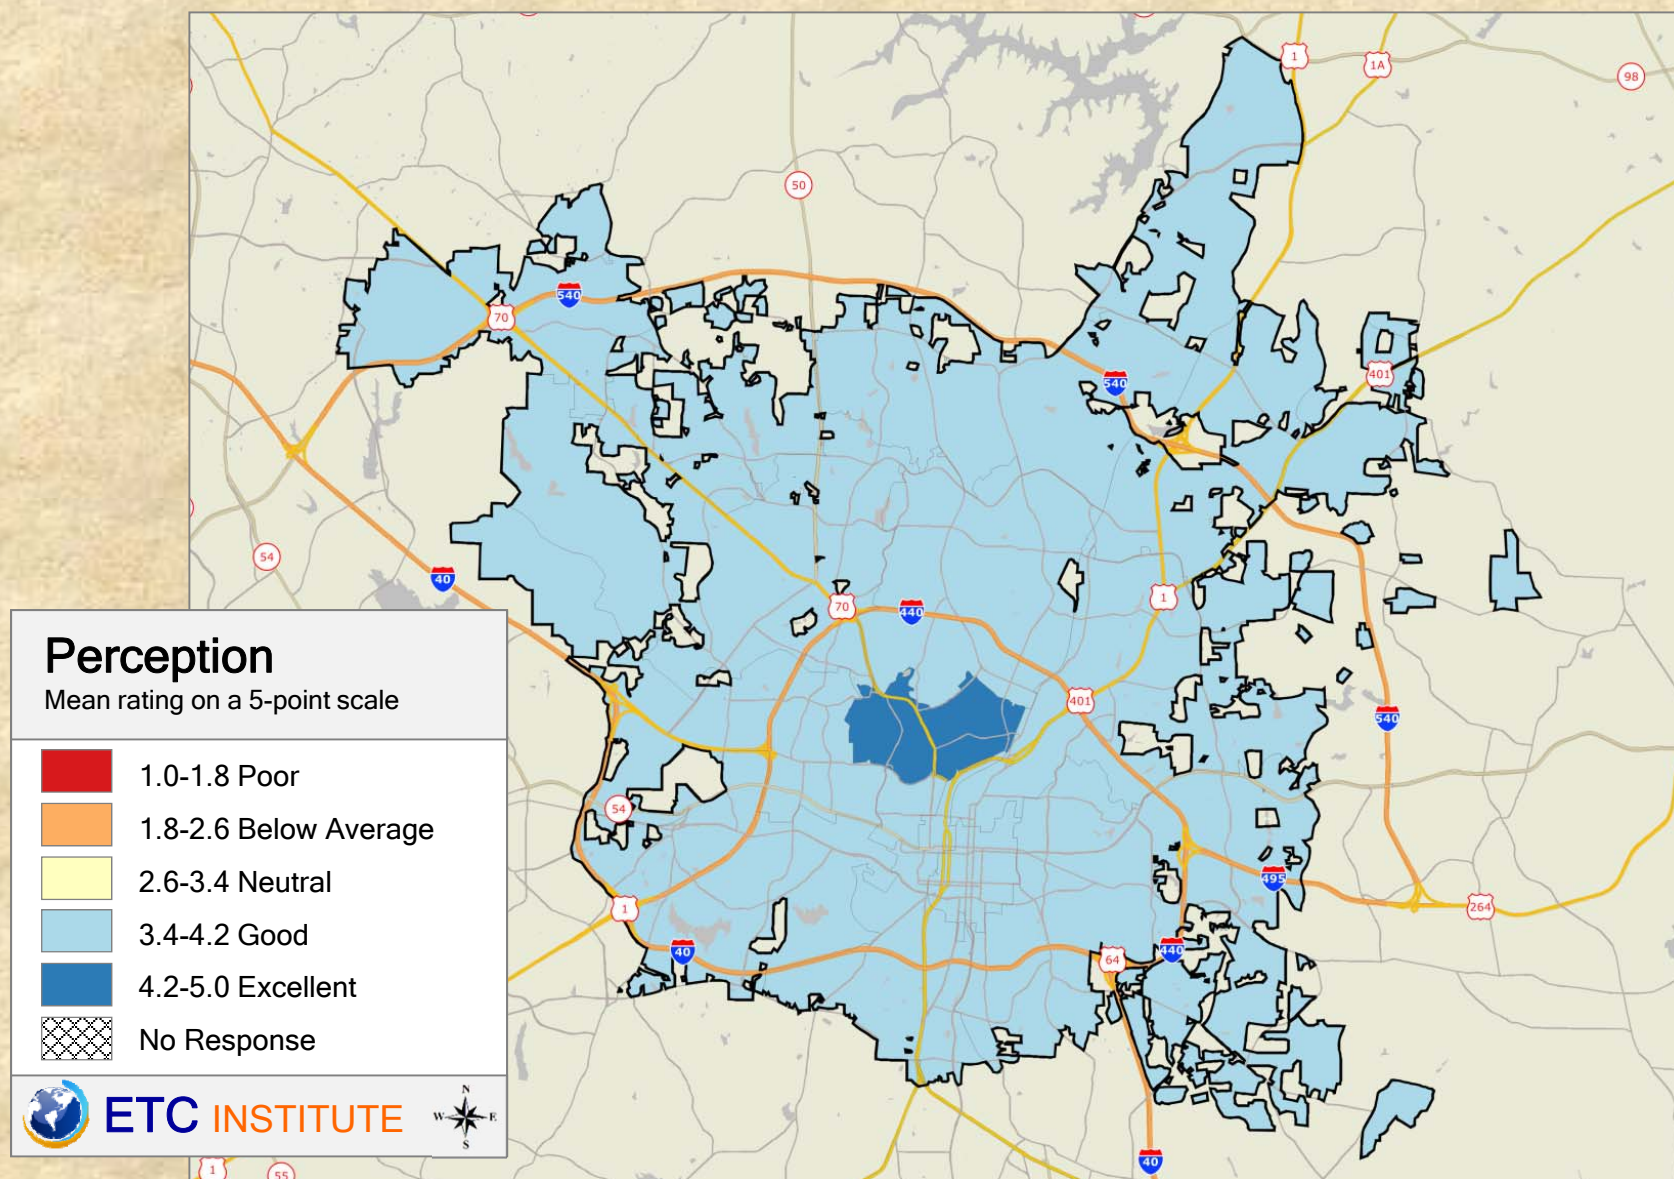 1
1A
98
50
540
70
401
540
54
40
70
440
1
401
540
54
1
495
264
40
64
440
40
1
55
Perception
Mean rating on a 5-point scale
1.0-1.8 Poor
1.8-2.6 Below Average
2.6-3.4 Neutral
3.4-4.2 Good
4.2-5.0 Excellent
No Response
ETC INSTITUTE
N
W E
S